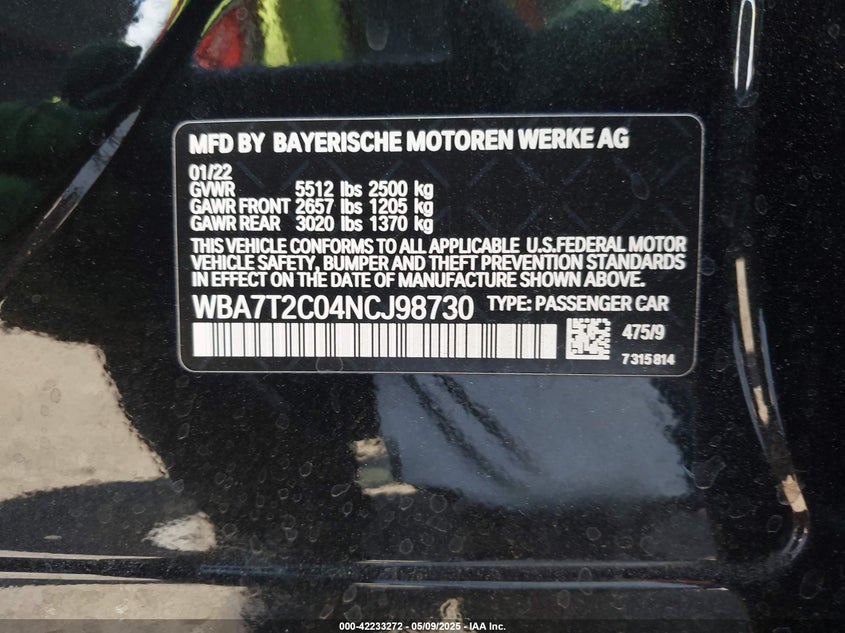 MFD BY BAYERISCHE MOTOREN WERKE AG
01/22
GVWR 5512 lbs 2500 kg
GAWR FRONT 2657 lbs 1205 kg
GAWR REAR 3020 lbs 1370 kg
THIS VEHICLE CONFORMS TO ALL APPLICABLE U.S.FEDERAL MOTOR
VEHICLE SAFETY, BUMPER AND THEFT PREVENTION STANDARDS
IN EFFECT ON THE DATE OF MANUFACTURE SHOWN ABOVE.
WBA7T2C04NCJ98730 TYPE: PASSENGER CAR
475/9
7315814
000-42233272 - 05/09/2025 - IAA Inc.